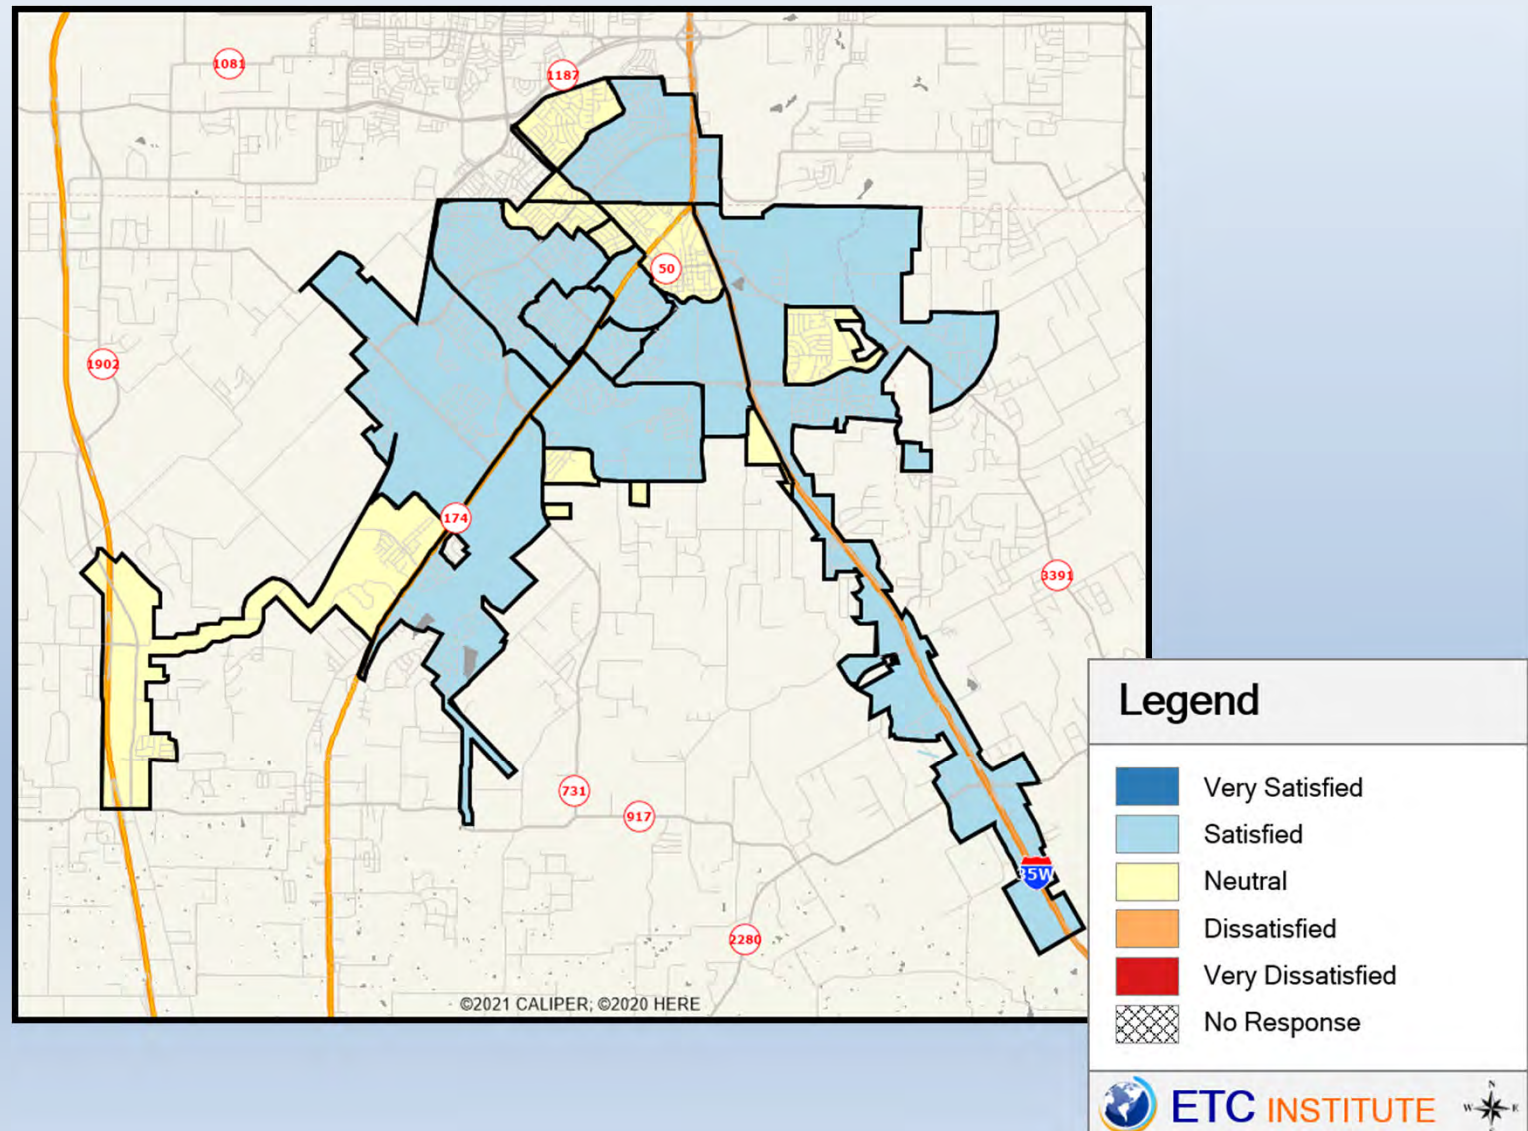 1081
1187
50
1902
174
3391
731
917
35W
2280
©2021 CALIPER; ©2020 HERE
Legend
Very Satisfied
Satisfied
Neutral
Dissatisfied
Very Dissatisfied
No Response
ETC INSTITUTE
N
W E